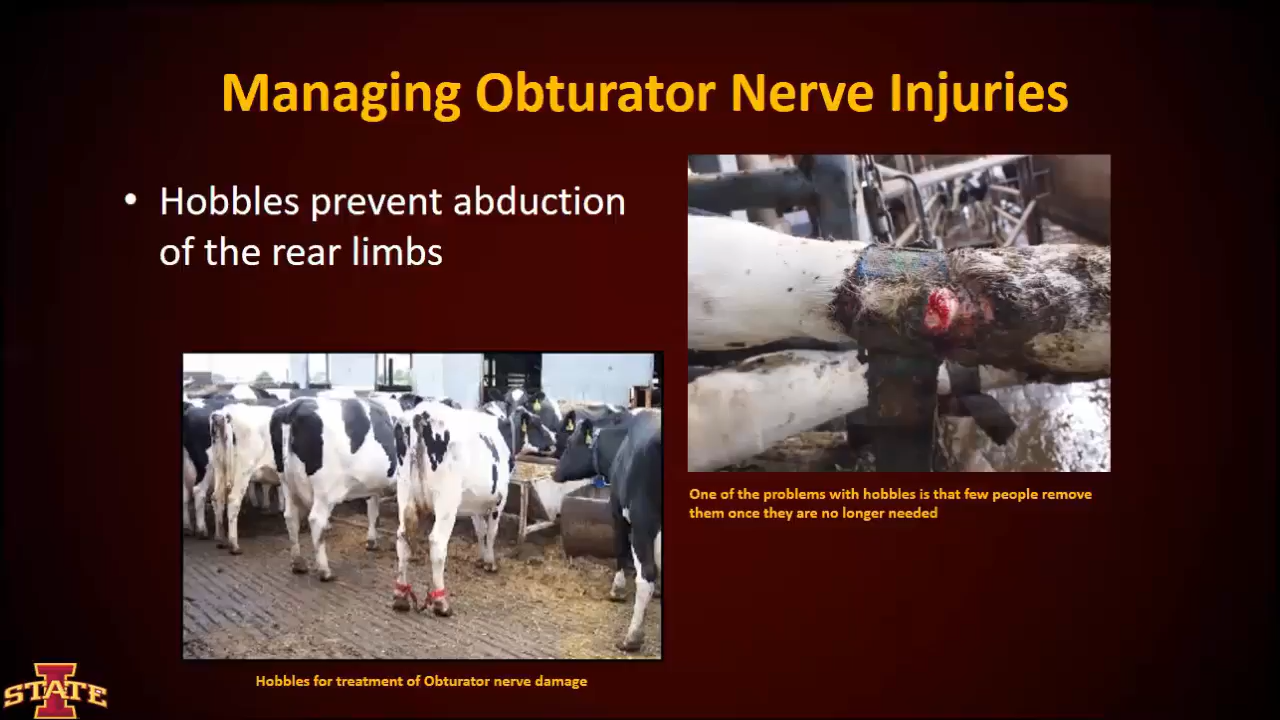 Managing Obturator Nerve Injuries
• Hobbles prevent abduction
of the rear limbs
One of the problems with hobbles is that few people remove
them once they are no longer needed
Hobbles for treatment of Obturator nerve damage
STATE